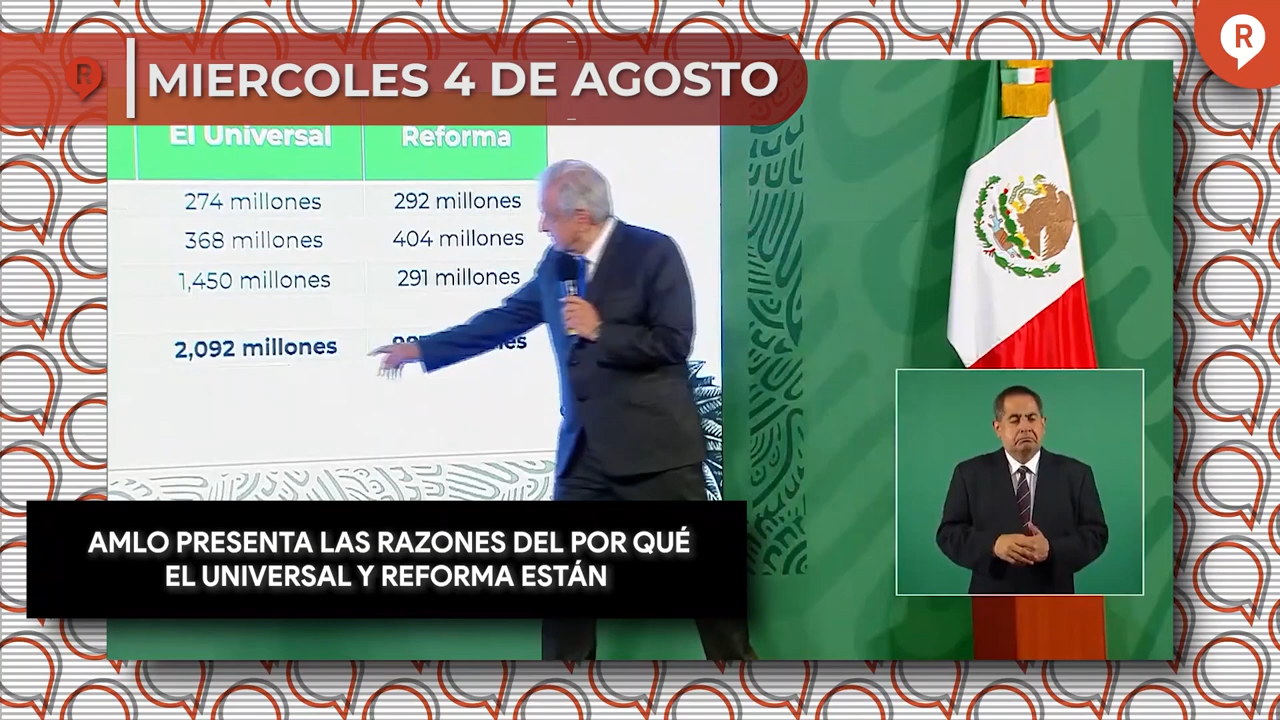 R
R
MIERCOLES 4 DE AGOSTO
El Universal Reforma
274 millones 292 millones
368 millones 404 millones
1,450 millones 291 millones
2,092 millones
AMLO PRESENTA LAS RAZONES DEL POR QUÉ
EL UNIVERSAL Y REFORMA ESTÁN